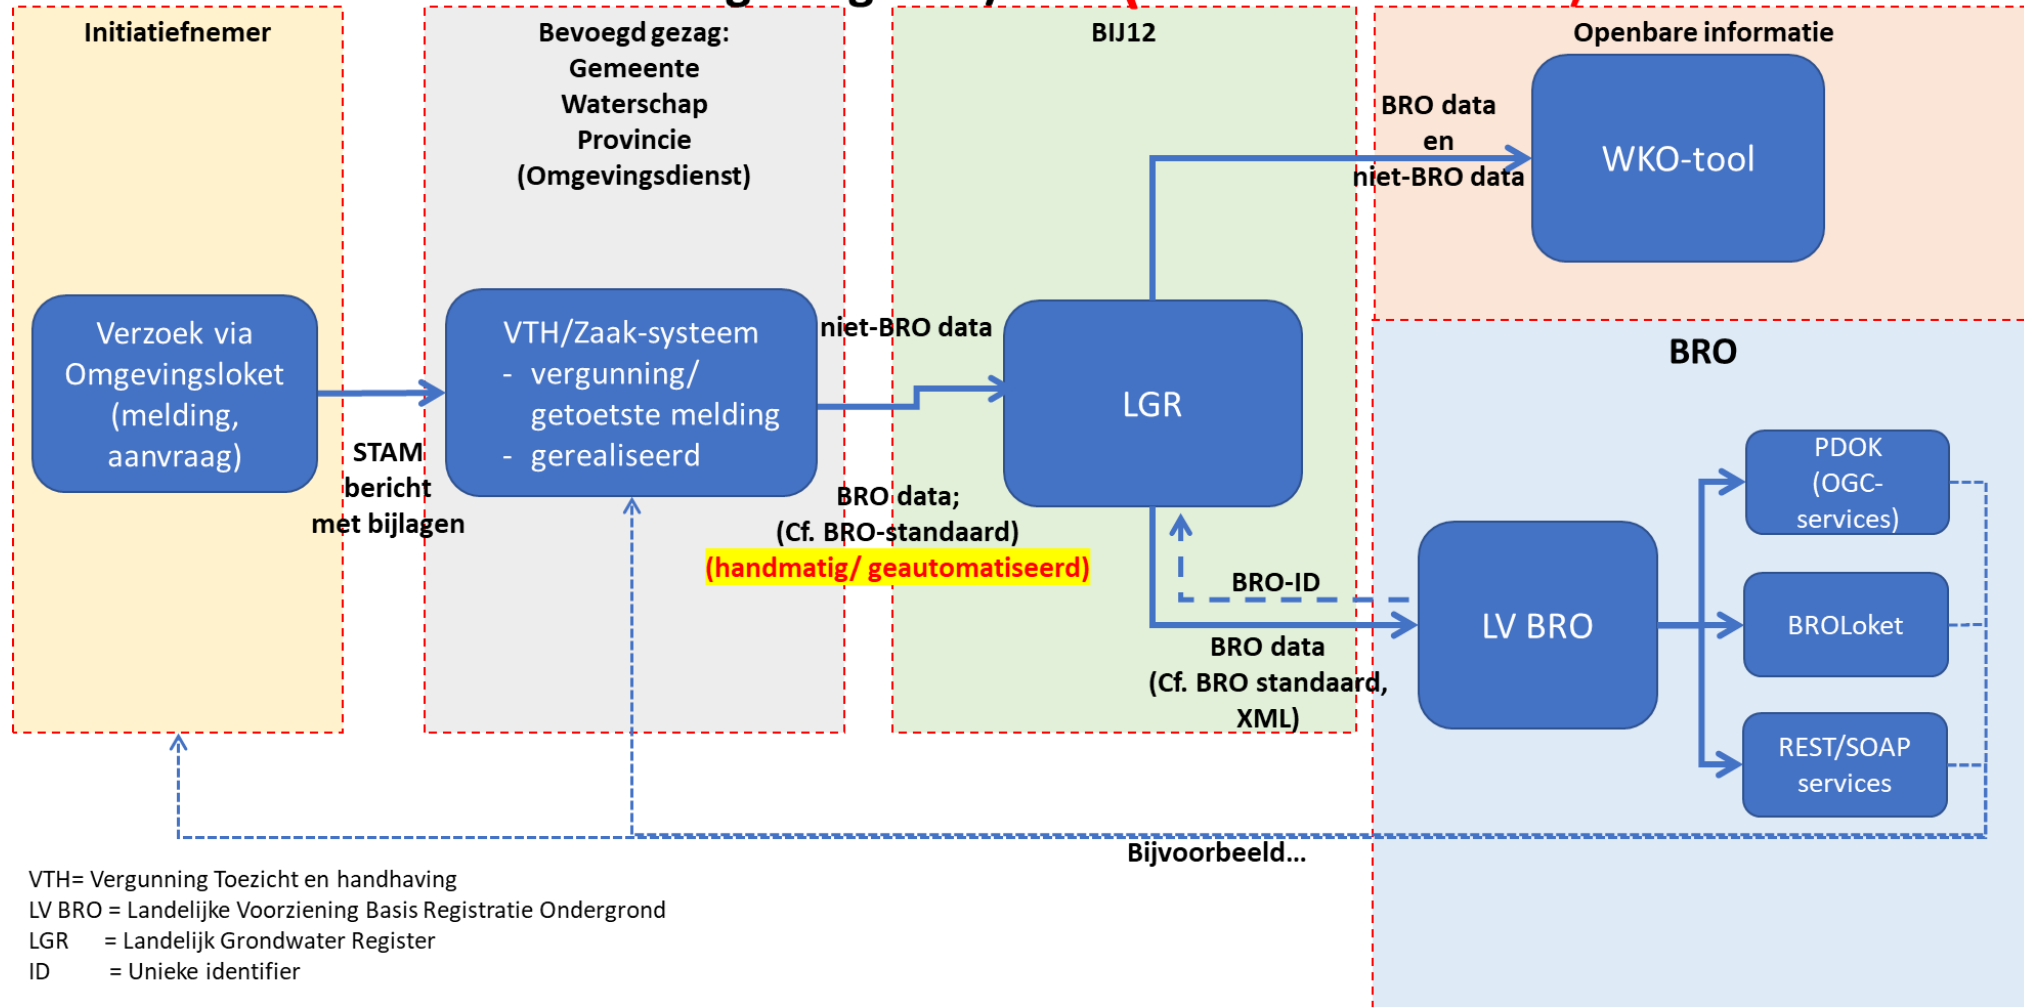 Initiatiefnemer
Verzoek via
Omgevingsloket
(melding,
aanvraag)
STAM
bericht
met bijlagen
Bevoegd gezag:
Gemeente
Waterschap
Provincie
(Omgevingsdienst)
VTH/Zaak-systeem
- vergunning/
getoetste melding
- gerealiseerd
niet-BRO data
BRO data;
(Cf. BRO-standaard)
(handmatig/ geautomatiseerd)
BIJ12
LGR
BRO-ID
BRO data
(Cf. BRO standaard,
XML)
Openbare informatie
BRO data
en
niet-BRO data
WKO-tool
BRO
LV BRO
PDOK
(OGC-
services)
BROLoket
REST/SOAP
services
Bijvoorbeeld...
VTH= Vergunning Toezicht en handhaving
LV BRO = Landelijke Voorziening Basis Registratie Ondergrond
LGR = Landelijk Grondwater Register
ID = Unieke identifier